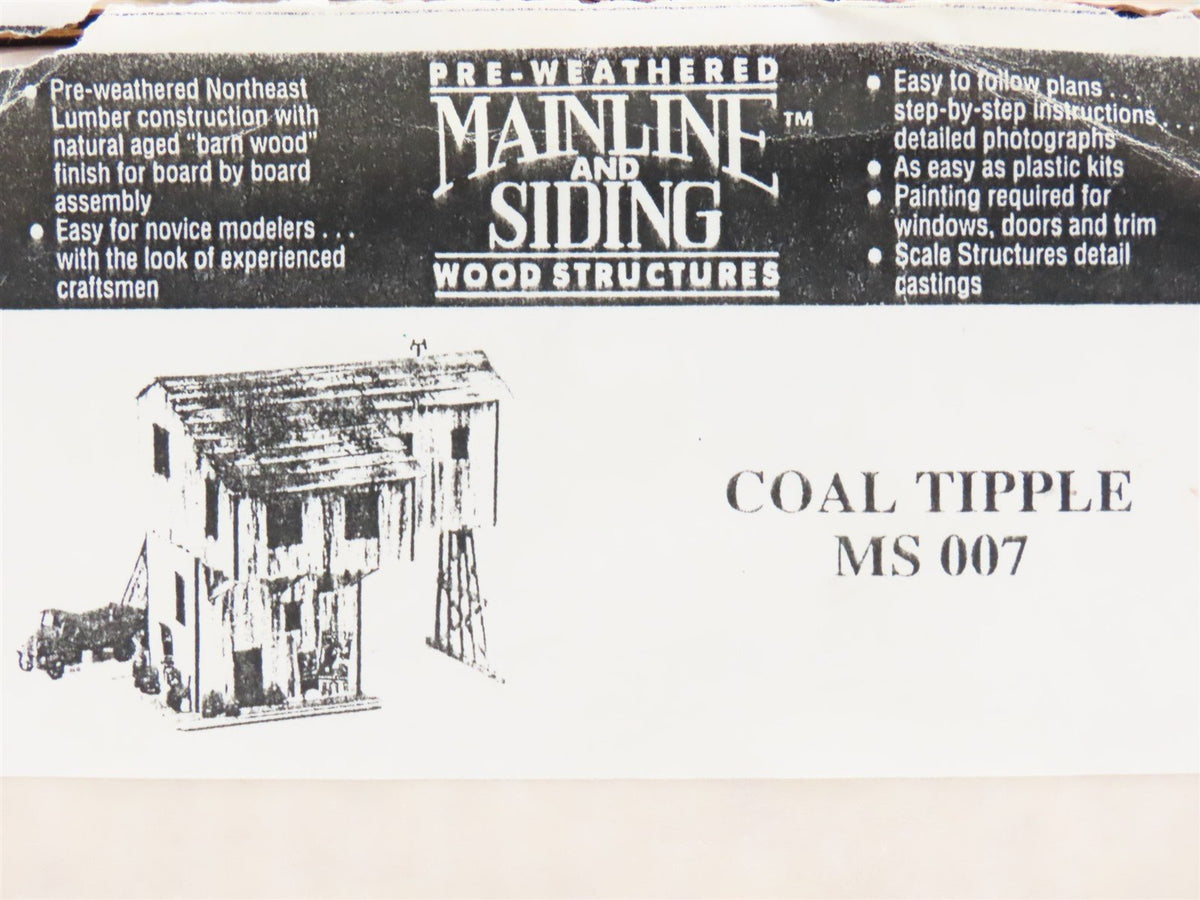 • Pre-weathered Northeast
Lumber construction with
natural aged "barn wood"
finish for board by board
assembly
• Easy for novice modelers . . .
with the look of experienced
craftsmen
PRE-WEATHERED
MAINLINE ™
AND
SIDING
WOOD STRUCTURES
• Easy to follow plans . . .
step-by-step instructions . . .
detailed photographs
• As easy as plastic kits
• Painting required for
windows, doors and trim
• Scale Structures detail
castings
COAL TIPPLE
MS 007